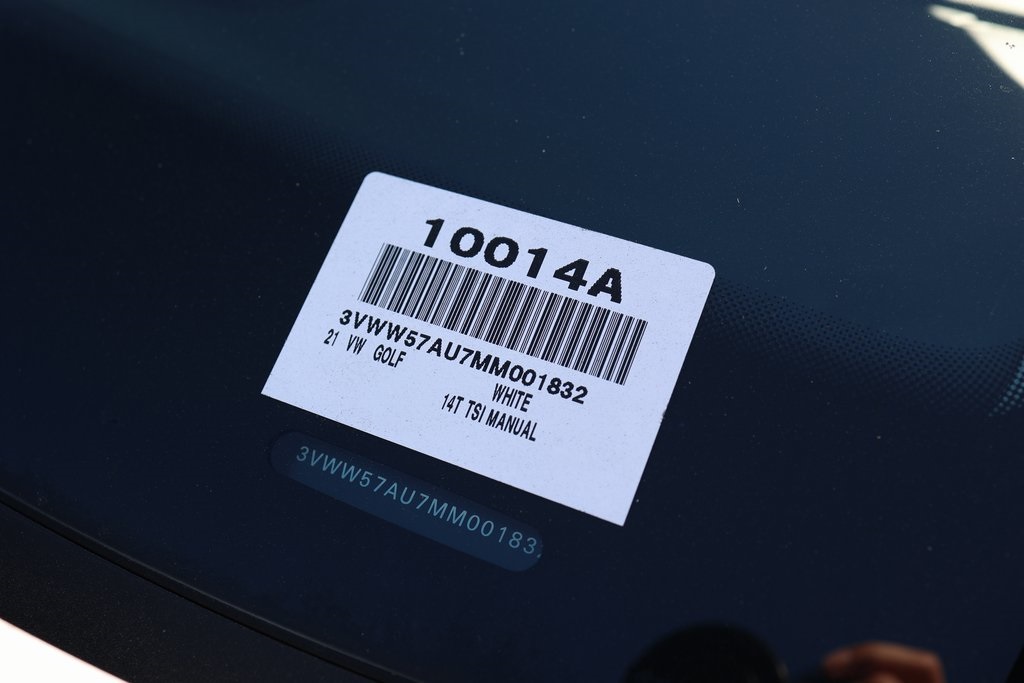 10014A
3VWW57AU7MM001832
21 VW GOLF
WHITE
14T TSI MANUAL
3VWW57AU7MM00183